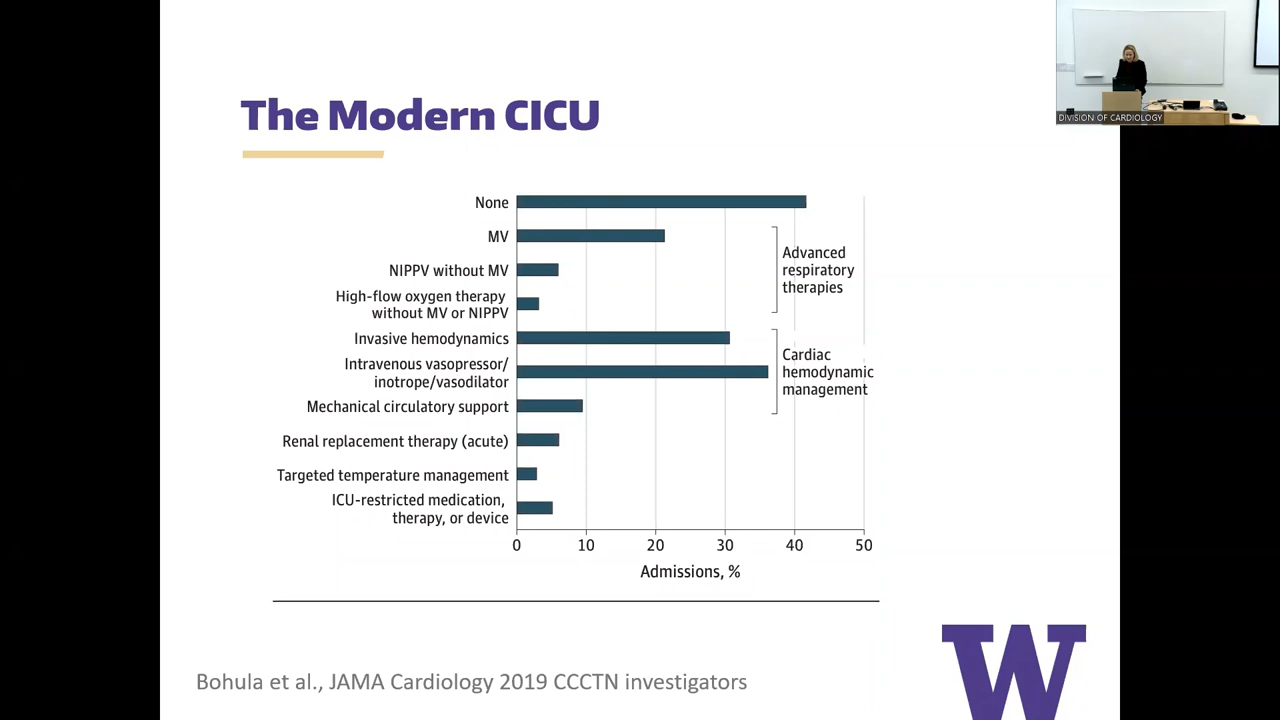 The Modern CICU
DIVISION OF CARDIOLOGY
None
MV
NIPPV without MV
High-flow oxygen therapy
without MV or NIPPV
Invasive hemodynamics
Intravenous vasopressor/
inotrope/vasodilator
Mechanical circulatory support
Renal replacement therapy (acute)
Targeted temperature management
ICU-restricted medication,
therapy, or device
Advanced
respiratory
therapies
Cardiac
hemodynamic
management
0 10 20 30 40 50
Admissions, %
Bohula et al., JAMA Cardiology 2019 CCCTN investigators
W